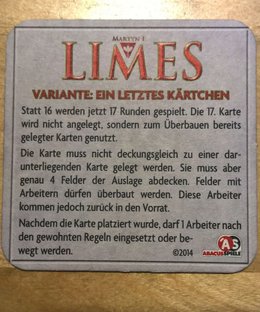 MARTYN F
LIMES
VARIANTE: EIN LETZTES KÄRTCHEN
Statt 16 werden jetzt 17 Runden gespielt. Die 17. Karte
wird nicht angelegt, sondern zum Überbauen bereits
gelegter Karten genutzt.
Die Karte muss nicht deckungsgleich zu einer dar-
unterliegenden Karte gelegt werden. Sie muss aber
genau 4 Felder der Auslage abdecken. Felder mit
Arbeitern dürfen überbaut werden. Diese Arbeiter
kommen jedoch zurück in den Vorrat.
Nachdem die Karte platziert wurde, darf 1 Arbeiter nach
den gewohnten Regeln eingesetzt oder be-
wegt werden.
©2014
AS
ABACUSSPIELE